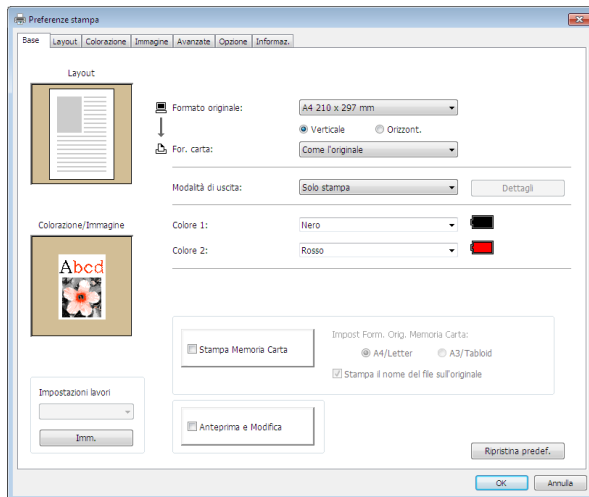 Preferenze stampa
Base Layout Colorazione Immagine Avanzate Opzione Informaz.
Layout
Formato originale: A4 210 x 297 mm
Verticale Orizzont.
For. carta: Come l'originale
Modalità di uscita: Solo stampa Dettagli
Colorazione/Immagine
Colore 1: Nero
Colore 2: Rosso
Abcd
Stampa Memoria Carta
Impost Form. Orig. Memoria Carta:
A4/Letter A3/Tabloid
Stampa il nome del file sull'originale
Impostazioni lavori
Imm.
Anteprima e Modifica
Ripristina predef.
OK Annulla